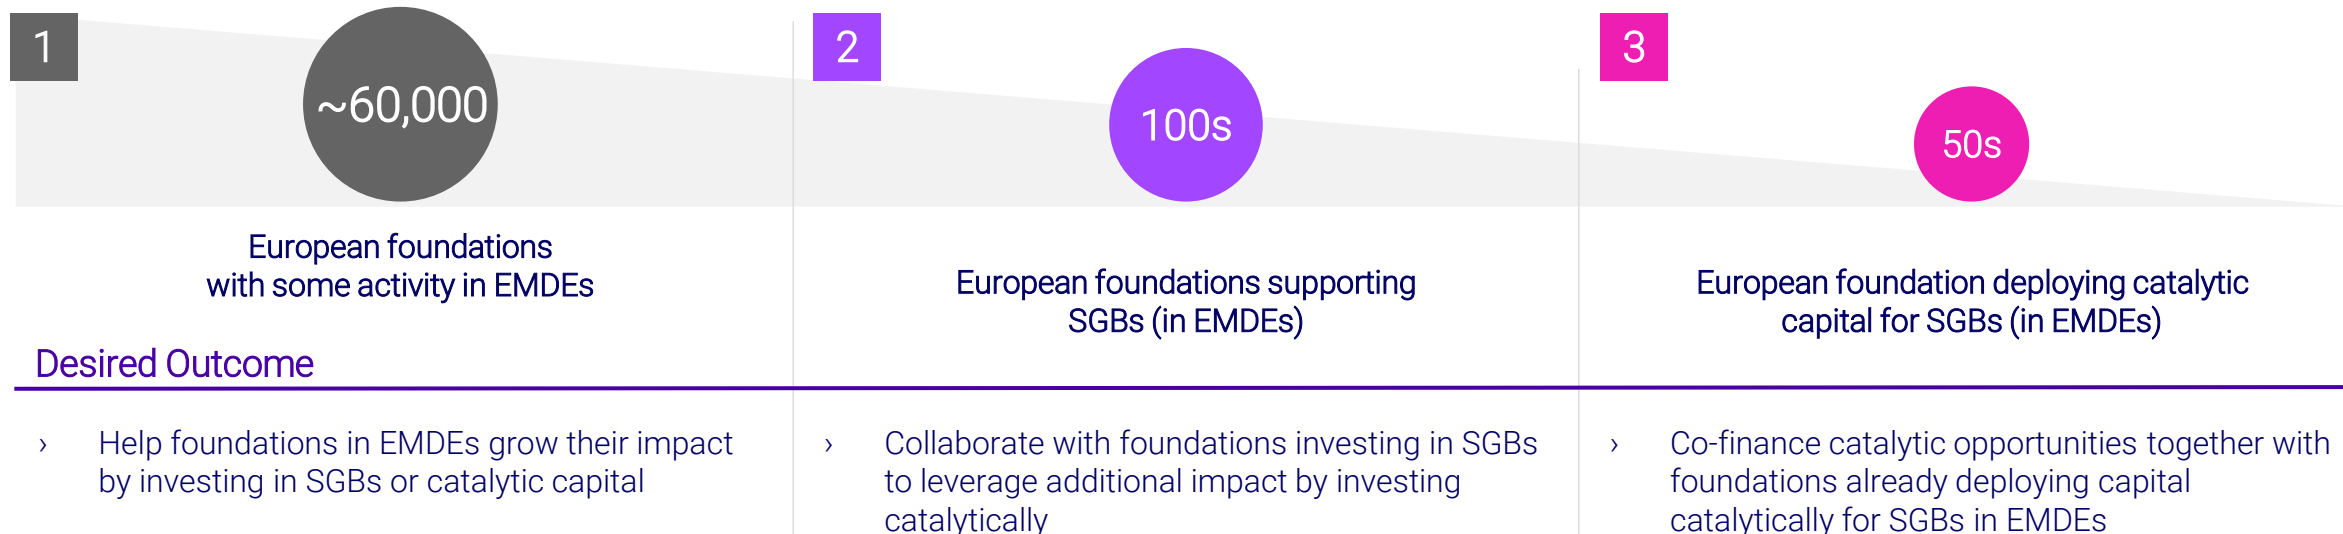 1
~60,000
European foundations
with some activity in EMDEs
2
100s
European foundations supporting
SGBs (in EMDEs)
3
50s
European foundation deploying catalytic
capital for SGBs (in EMDEs)
Desired Outcome
› Help foundations in EMDEs grow their impact
by investing in SGBs or catalytic capital
› Collaborate with foundations investing in SGBs
to leverage additional impact by investing
catalytically
› Co-finance catalytic opportunities together with
foundations already deploying capital
catalytically for SGBs in EMDEs